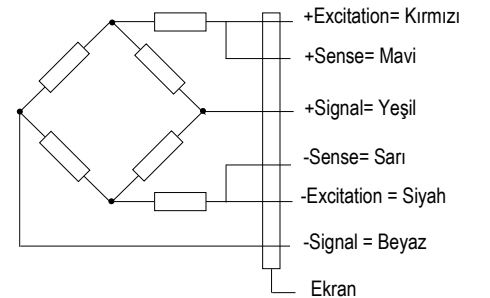 +Excitation= Kırmızı
+Sense= Mavi
+Signal= Yeşil
-Sense= Sarı
-Excitation = Siyah
-Signal = Beyaz
Ekran